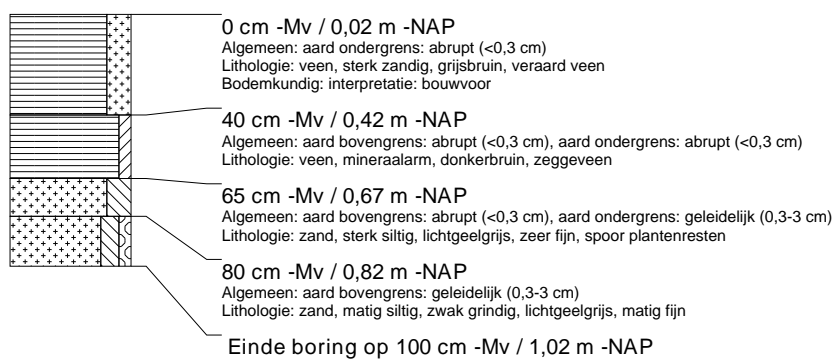 0 cm -Mv / 0,02 m -NAP
Algemeen: aard ondergrens: abrupt (<0,3 cm)
Lithologie: veen, sterk zandig, grijsbruin, veraard veen
Bodemkundig: interpretatie: bouwvoor
40 cm -Mv / 0,42 m -NAP
Algemeen: aard bovengrens: abrupt (<0,3 cm), aard ondergrens: abrupt (<0,3 cm)
Lithologie: veen, mineraalarm, donkerbruin, zeggeveen
65 cm -Mv / 0,67 m -NAP
Algemeen: aard bovengrens: abrupt (<0,3 cm), aard ondergrens: geleidelijk (0,3-3 cm)
Lithologie: zand, sterk siltig, lichtgeelgrijs, zeer fijn, spoor plantenresten
80 cm -Mv / 0,82 m -NAP
Algemeen: aard bovengrens: geleidelijk (0,3-3 cm)
Lithologie: zand, matig siltig, zwak grindig, lichtgeelgrijs, matig fijn
Einde boring op 100 cm -Mv / 1,02 m -NAP